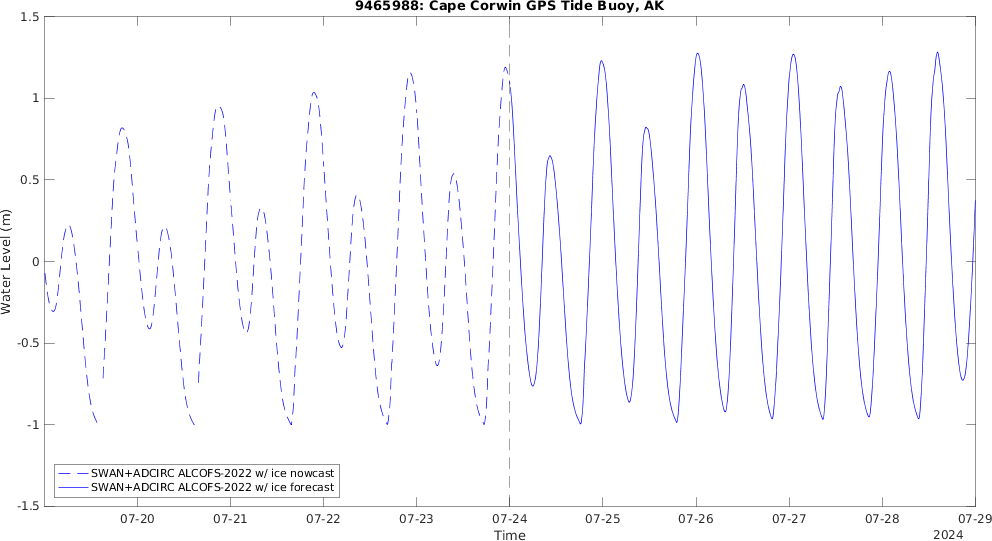 9465988: Cape Corwin GPS Tide Buoy, AK
1.5
1
0.5
0
-0.5
-1
-1.5
Water Level (m)
SWAN+ADCIRC ALCOFS-2022 w/ ice nowcast
SWAN+ADCIRC ALCOFS-2022 w/ ice forecast
07-20 07-21 07-22 07-23 07-24 07-25 07-26 07-27 07-28 07-29
Time
2024